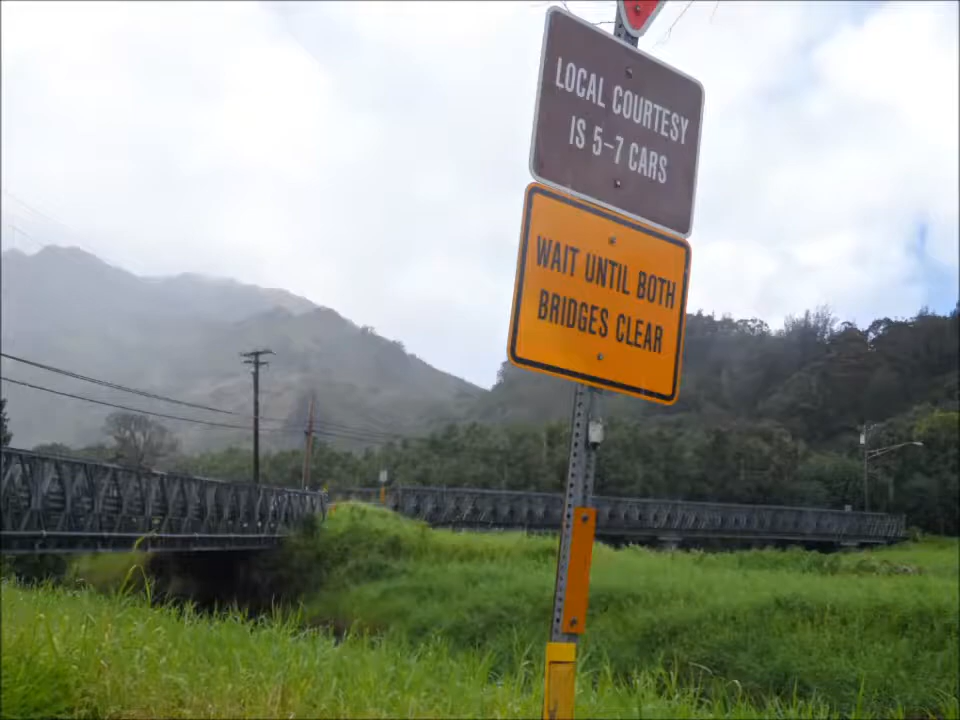 LOCAL COURTESY
IS 5-7 CARS
WAIT UNTIL BOTH
BRIDGES CLEAR